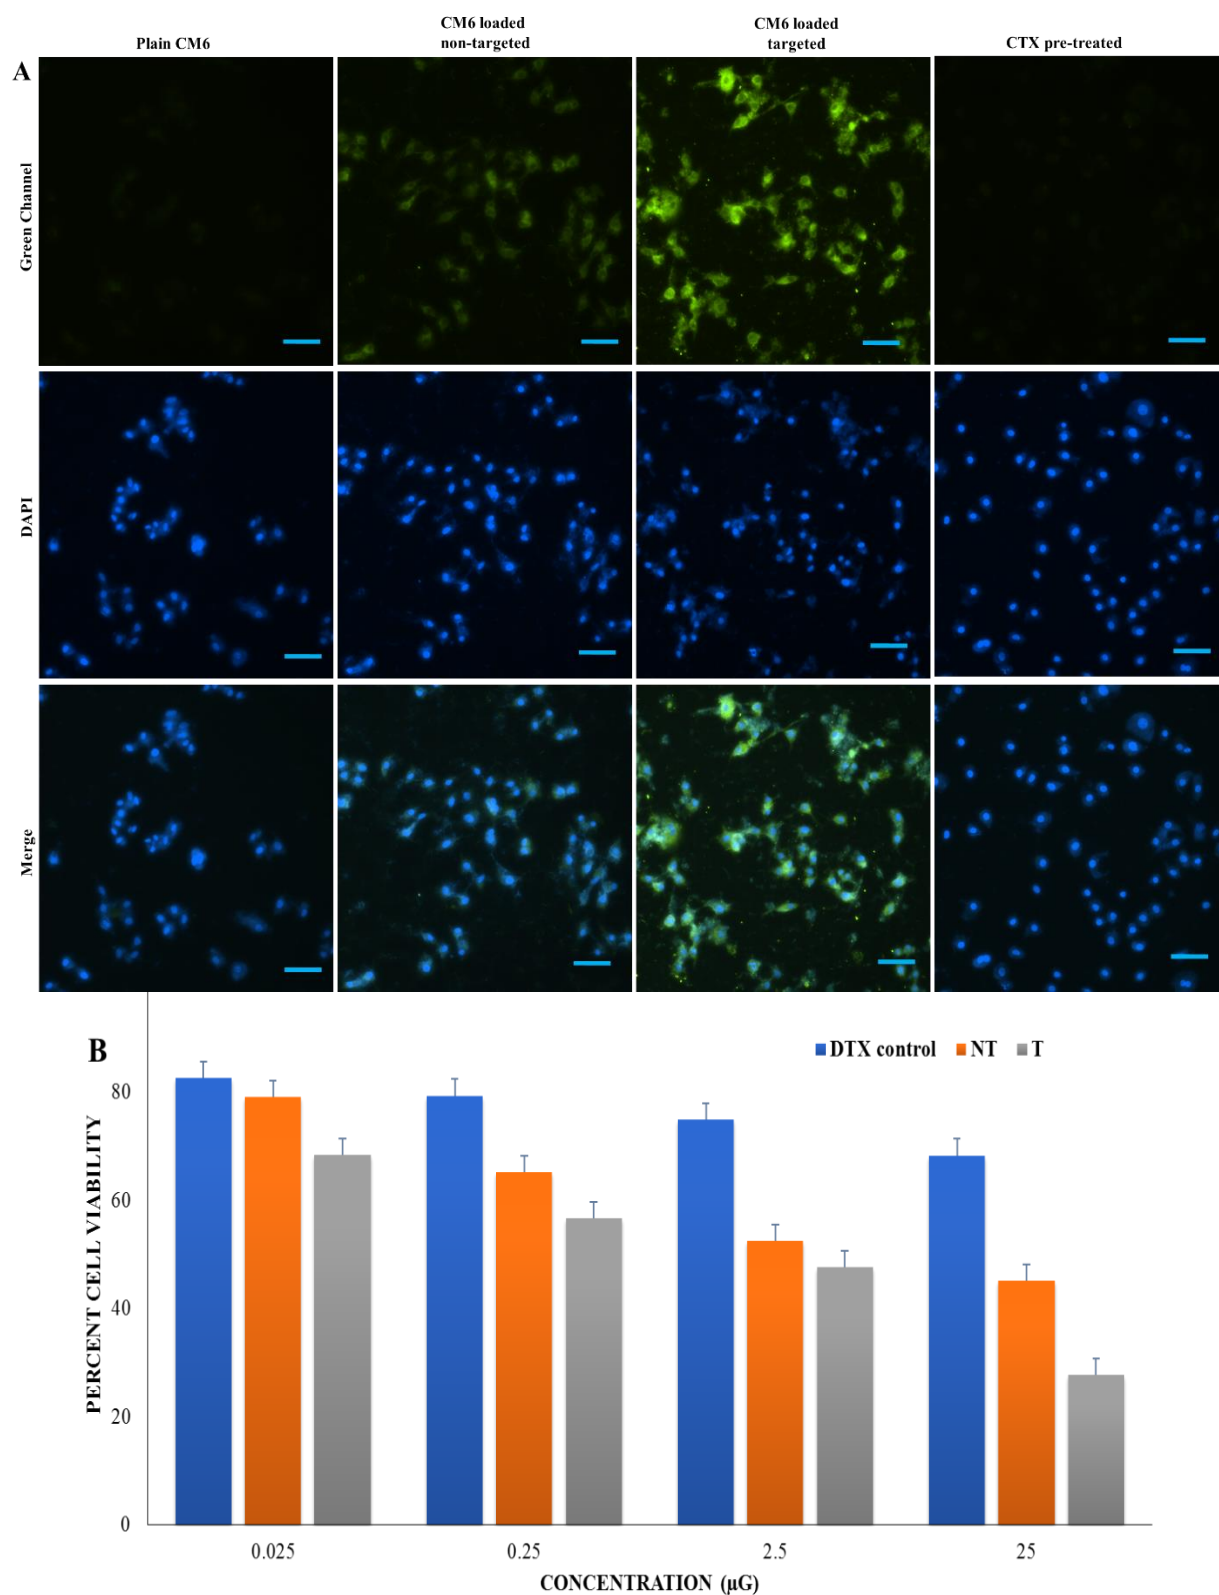 Plain CM6
CM6 loaded
non-targeted
CM6 loaded
targeted
CTX pre-treated
A
Green Channel
DAPI
Merge
B
DTX control
NT
T
PERCENT CELL VIABILITY
80
60
40
20
0
0.025
0.25
2.5
25
CONCENTRATION (µG)